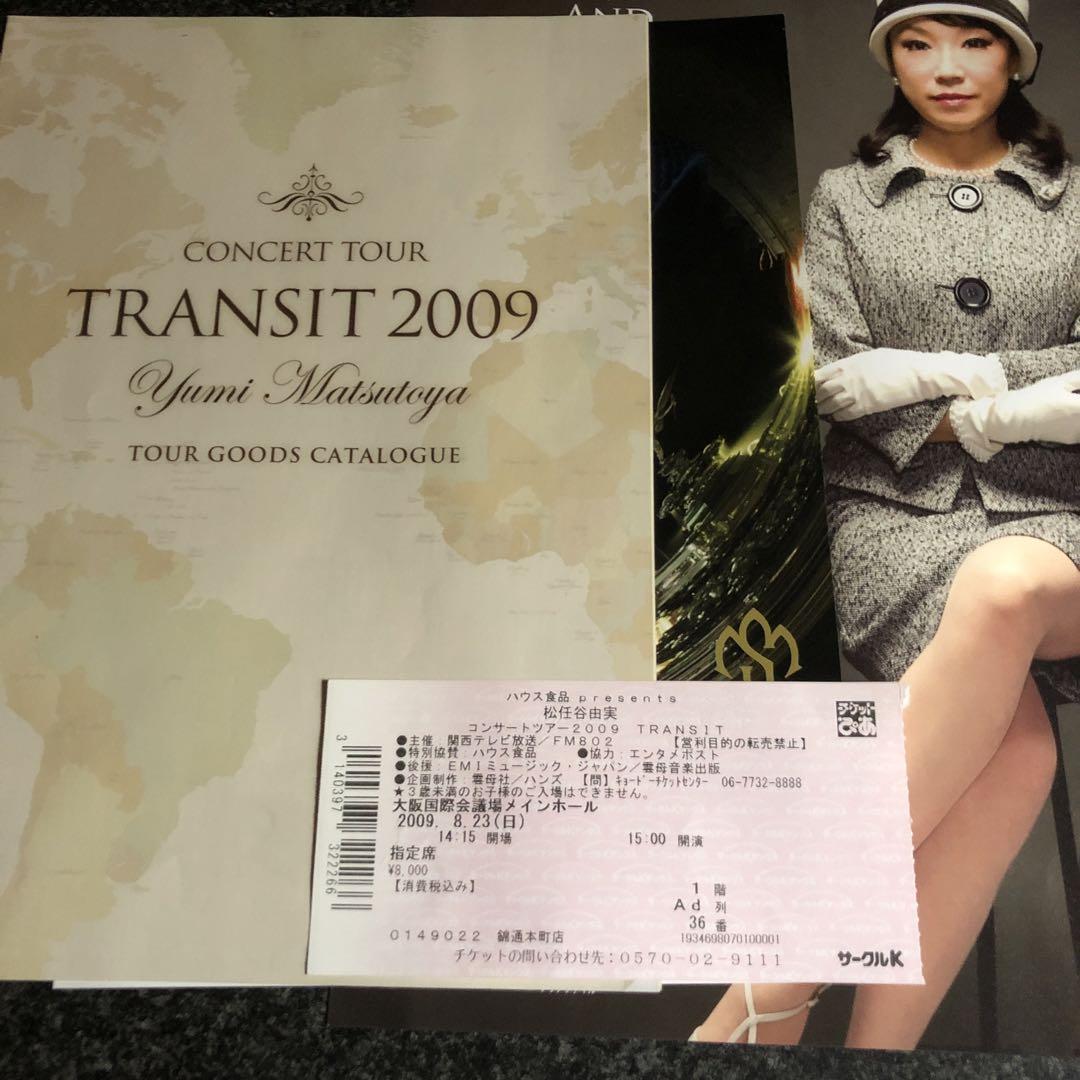 AND
CONCERT TOUR
TRANSIT 2009
Yumi Matsutoya
TOUR GOODS CATALOGUE
ハウス食品 presents
松任谷由実
コンサートツアー2009 TRANSIT
チケットぴあ
●主催:関西テレビ放送/FM802 【営利目的の転売禁止】
●特別協賛:ハウス食品 ●協力:エンタメポスト
●後援:EMIミュージック・ジャパン/雲母音楽出版
●企画制作:雲母社/ハンズ 【問】キョードーチケットセンター 06-7732-8888
★3歳未満のお子様のご入場はできません。
大阪国際会議場メインホール
2009. 8.23(日)
14:15 開場 15:00 開演
指定席
¥8,000
【消費税込み】
1 階
Ad 列
36 番
0149022 錦通本町店 1934698070100001
チケットの問い合わせ先:0570-02-9111
サークルK
3 140397 322266